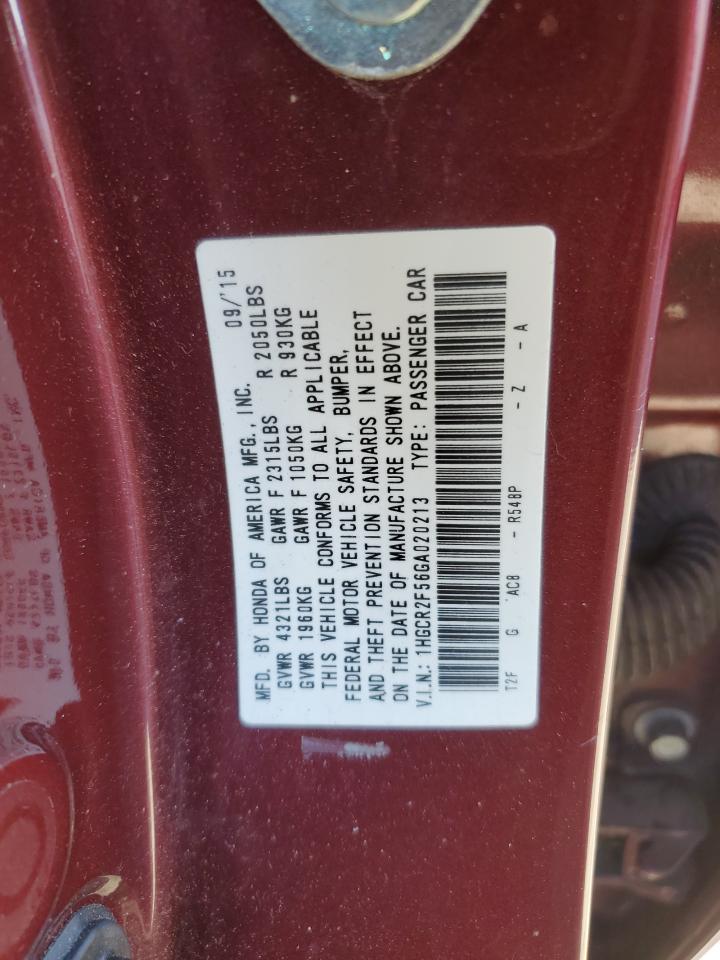 MFD. BY HONDA OF AMERICA MFG., INC. 09/'15
GVWR 4321LBS GAWR F 2315LBS R 2050LBS
GVWR 1960KG GAWR F 1050KG R 930KG
THIS VEHICLE CONFORMS TO ALL APPLICABLE
FEDERAL MOTOR VEHICLE SAFETY, BUMPER,
AND THEFT PREVENTION STANDARDS IN EFFECT
ON THE DATE OF MANUFACTURE SHOWN ABOVE.
V.I.N.: 1HGCR2F56GA020213 TYPE: PASSENGER CAR
T2F G 'AC8 - R548P - Z - A